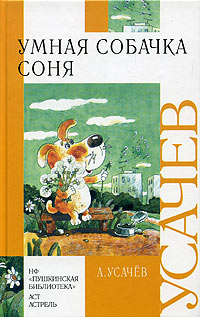 УМНАЯ СОБАЧКА
СОНЯ
УСАЧЕВ
А.УСАЧЁВ
НФ
«ПУШКИНСКАЯ
БИБЛИОТЕКА»
АСТ
АСТРЕЛЬ